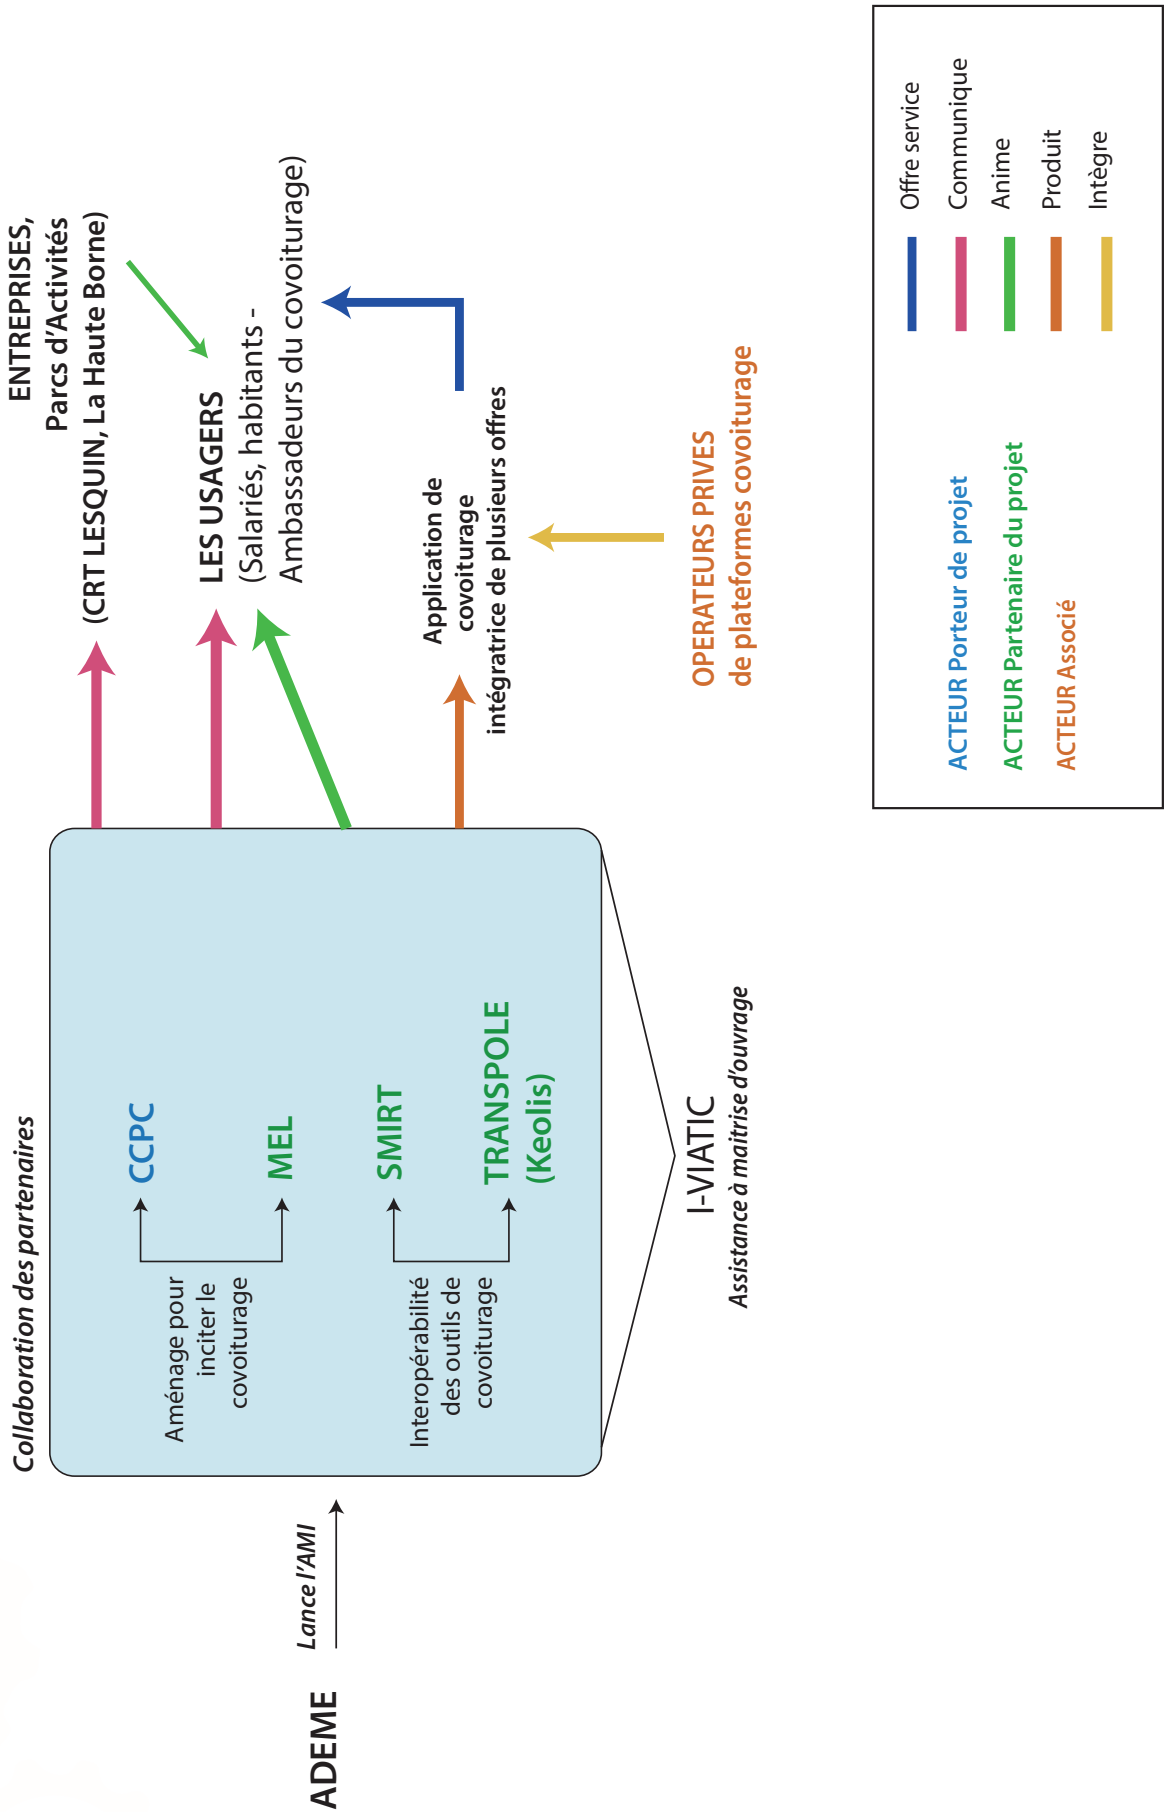 Collaboration des partenaires
ADEME
Lance l'AMI
Aménage pour
inciter le
covoiturage
CCPC
MEL
Interopérabilité
des outils de
covoiturage
SMIRT
TRANSPOLE
(Keolis)
I-VIATIC
Assistance à maitrise d'ouvrage
ENTREPRISES,
Parcs d'Activités
(CRT LESQUIN, La Haute Borne)
LES USAGERS
(Salariés, habitants -
Ambassadeurs du covoiturage)
Application de
covoiturage
intégratrice de plusieurs offres
OPERATEURS PRIVES
de plateformes covoiturage
ACTEUR Porteur de projet
ACTEUR Partenaire du projet
ACTEUR Associé
Offre service
Communique
Anime
Produit
Intègre